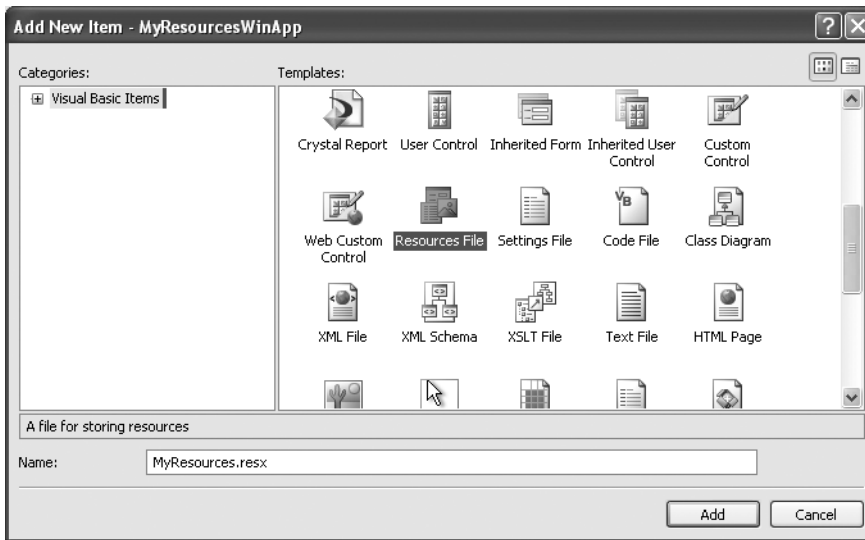 Add New Item - MyResourcesWinApp
Categories:
Templates:
Visual Basic Items
Crystal Report User Control Inherited Form Inherited User Control Custom Control
Web Custom Control Resources File Settings File Code File Class Diagram
XML File XML Schema XSLT File Text File HTML Page
A file for storing resources
Name: MyResources.resx
Add Cancel